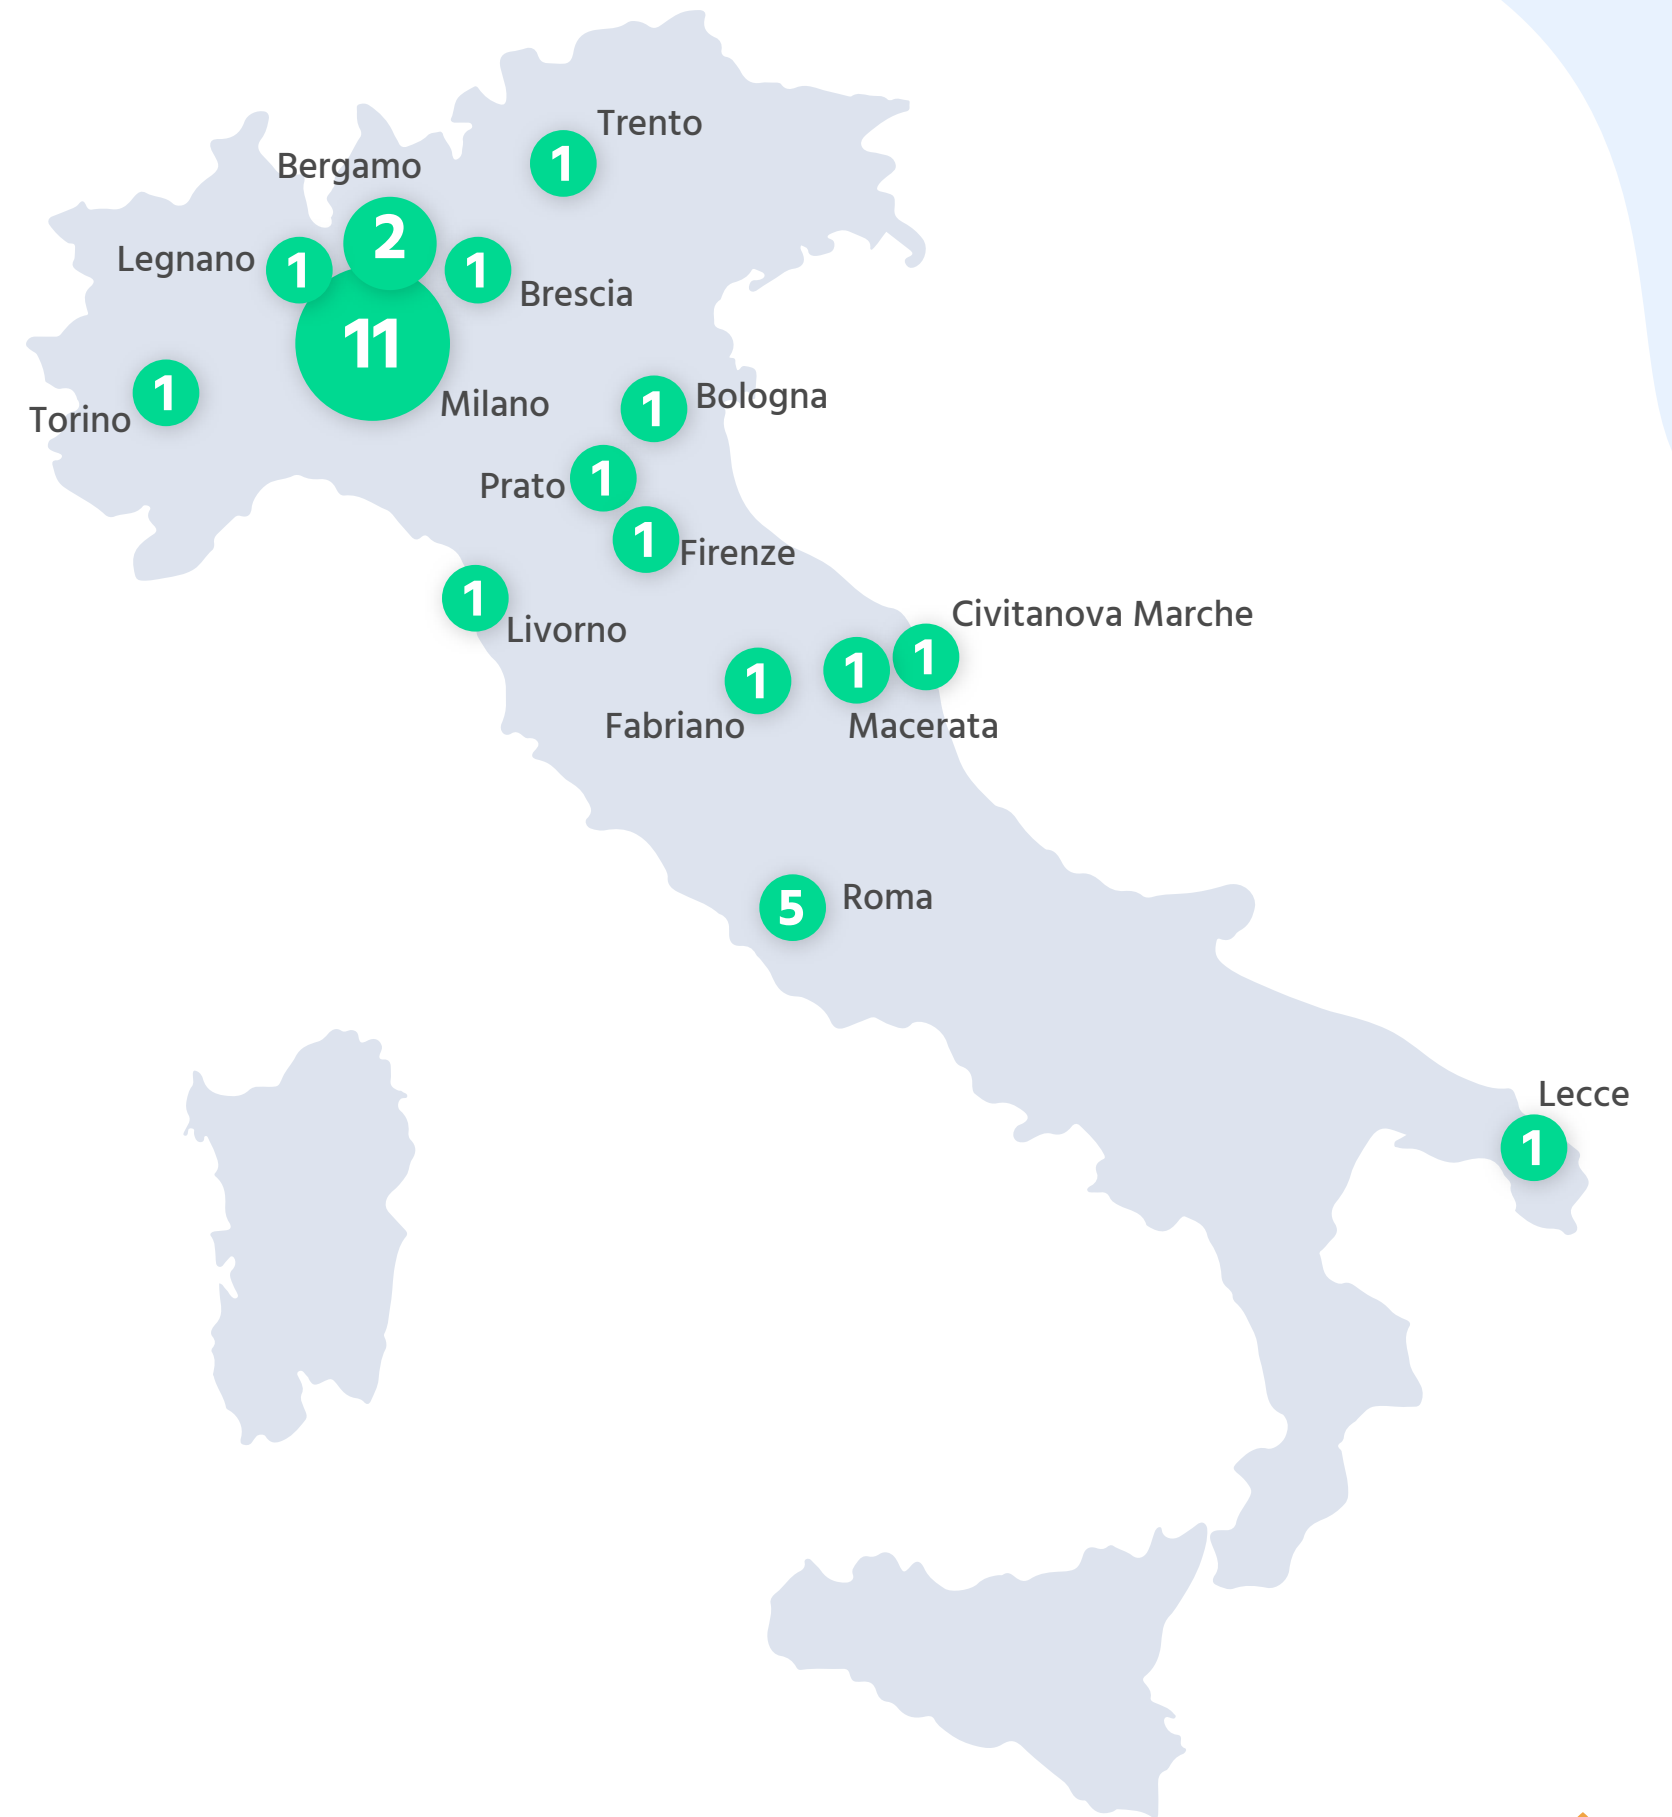 Trento
1
Bergamo
2
Legnano
1
1
Brescia
11
Milano
1
Torino
1
Bologna
Prato
1
1
Firenze
1
Livorno
Civitanova Marche
1
1
Macerata
1
Fabriano
5
Roma
Lecce
1